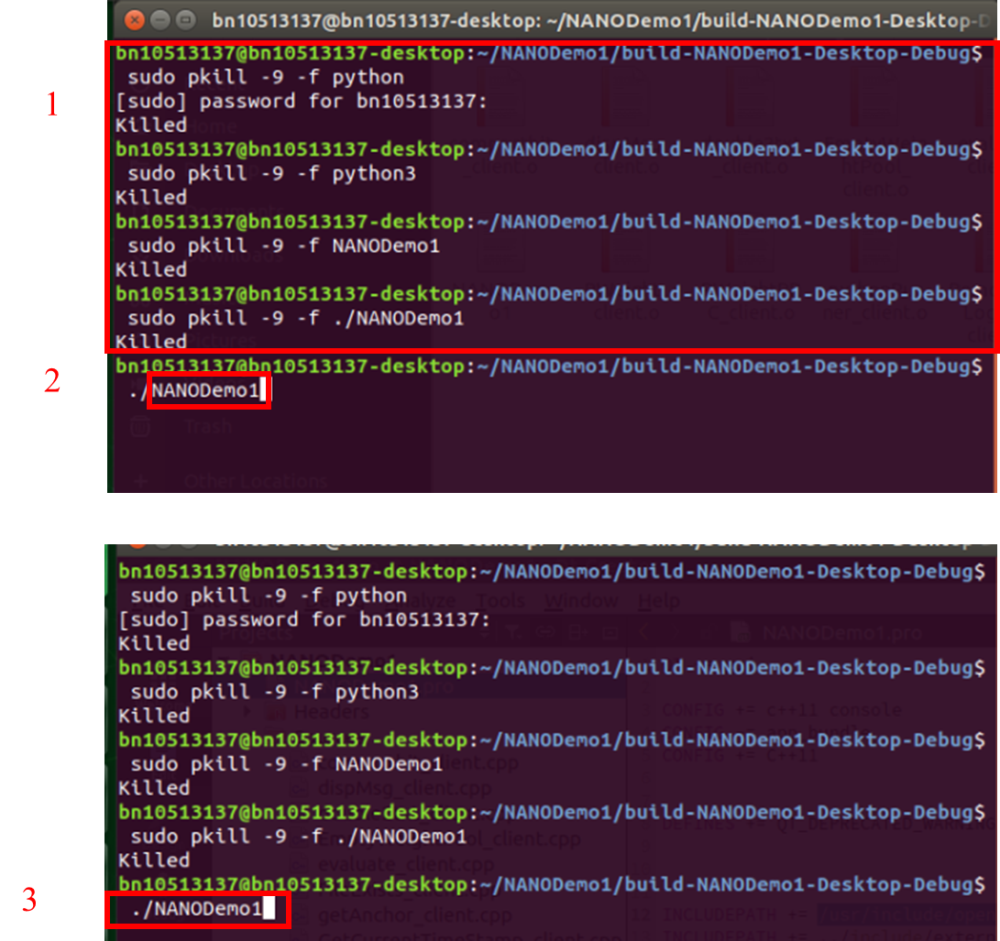 bn10513137@bn10513137-desktop: ~/NANODemo1/build-NANODemo1-Desktop-D
1
bn10513137@bn10513137-desktop:~/NANODemo1/build-NANODemo1-Desktop-Debug$
sudo pkill -9 -f python
[sudo] password for bn10513137:
Killed
bn10513137@bn10513137-desktop:~/NANODemo1/build-NANODemo1-Desktop-Debug$
sudo pkill -9 -f python3
Killed
bn10513137@bn10513137-desktop:~/NANODemo1/build-NANODemo1-Desktop-Debug$
sudo pkill -9 -f NANODemo1
Killed
bn10513137@bn10513137-desktop:~/NANODemo1/build-NANODemo1-Desktop-Debug$
sudo pkill -9 -f ./NANODemo1
Killed
2
bn10513137@bn10513137-desktop:~/NANODemo1/build-NANODemo1-Desktop-Debug$
./NANODemo1
Trash
Other Locations
bn10513137@bn10513137-desktop:~/NANODemo1/build-NANODemo1-Desktop-Debug$
sudo pkill -9 -f python
[sudo] password for bn10513137:
Killed
bn10513137@bn10513137-desktop:~/NANODemo1/build-NANODemo1-Desktop-Debug$
sudo pkill -9 -f python3
Killed
bn10513137@bn10513137-desktop:~/NANODemo1/build-NANODemo1-Desktop-Debug$
sudo pkill -9 -f NANODemo1
Killed
bn10513137@bn10513137-desktop:~/NANODemo1/build-NANODemo1-Desktop-Debug$
sudo pkill -9 -f ./NANODemo1
Killed
bn10513137@bn10513137-desktop:~/NANODemo1/build-NANODemo1-Desktop-Debug$
3
./NANODemo1